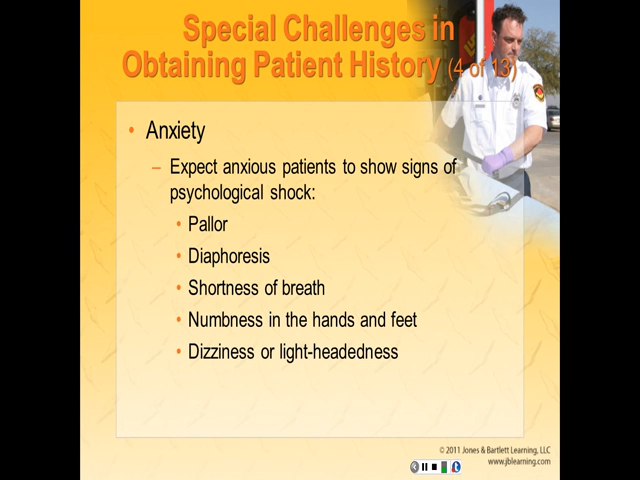 Special Challenges in
Obtaining Patient History (4 of 13)
• Anxiety
– Expect anxious patients to show signs of
psychological shock:
• Pallor
• Diaphoresis
• Shortness of breath
• Numbness in the hands and feet
• Dizziness or light-headedness
© 2011 Jones & Bartlett Learning, LLC
www.jblearning.com